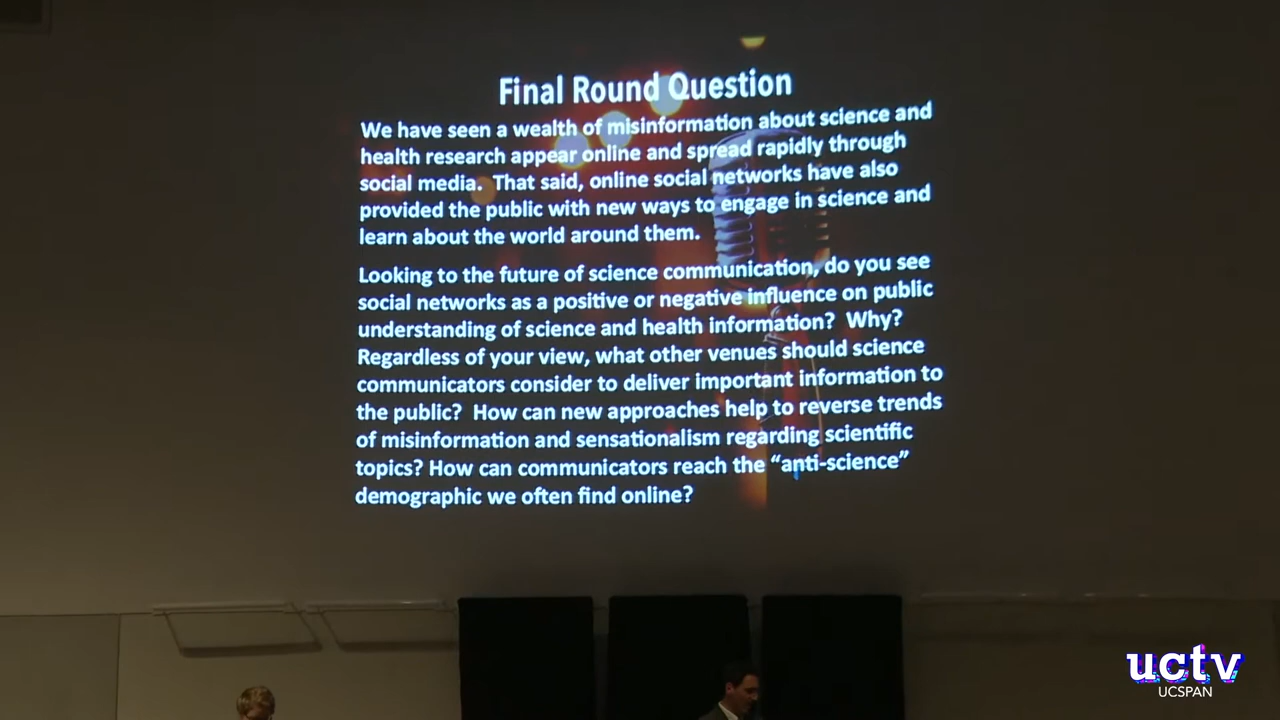 Final Round Question
We have seen a wealth of misinformation about science and
health research appear online and spread rapidly through
social media.  That said, online social networks have also
provided the public with new ways to engage in science and
learn about the world around them.
Looking to the future of science communication, do you see
social networks as a positive or negative influence on public
understanding of science and health information?  Why?
Regardless of your view, what other venues should science
communicators consider to deliver important information to
the public?  How can new approaches help to reverse trends
of misinformation and sensationalism regarding scientific
topics? How can communicators reach the “anti-science”
demographic we often find online?
uctv
UCSPAN